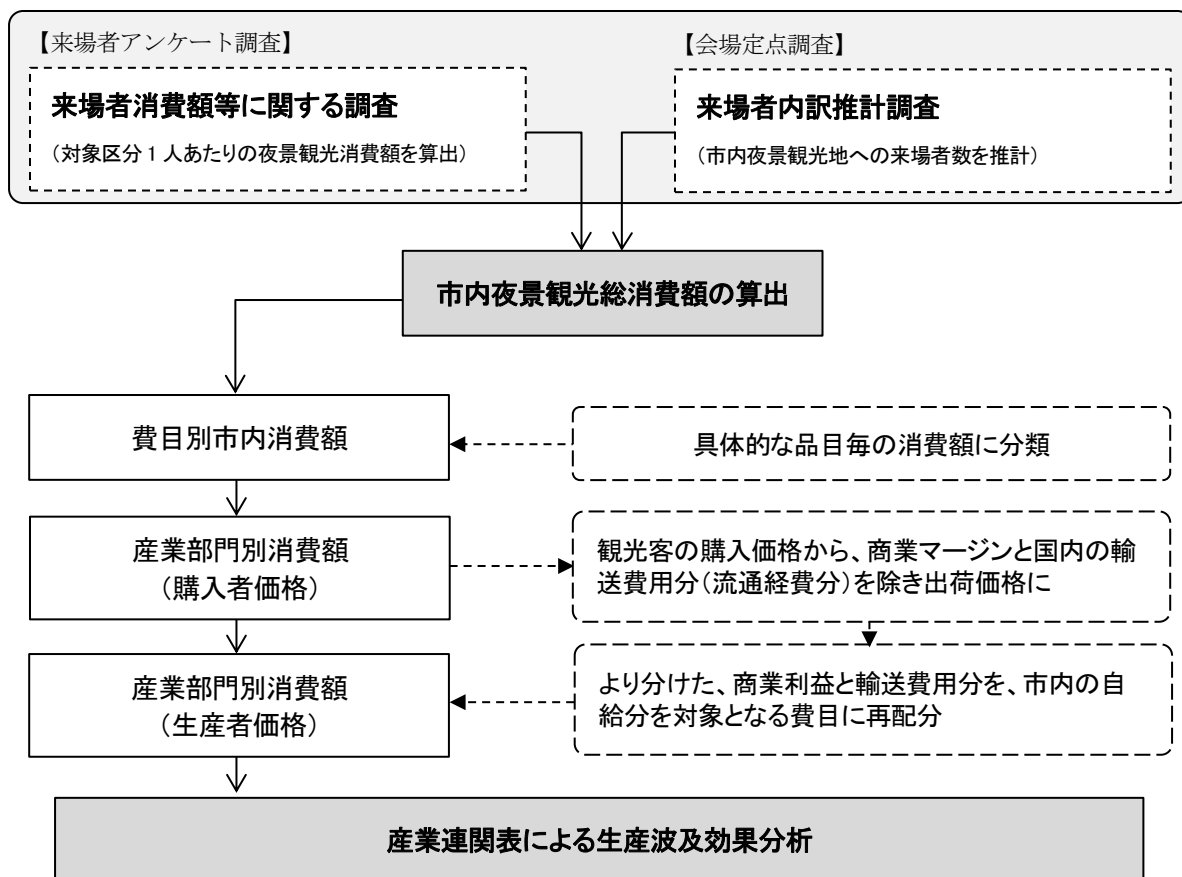 【来場者アンケート調査】
来場者消費額等に関する調査
（対象区分１人あたりの夜景観光消費額を算出）
【会場定点調査】
来場者内訳推計調査
（市内夜景観光地への来場者数を推計）
市内夜景観光総消費額の算出
費目別市内消費額
具体的な品目毎の消費額に分類
産業部門別消費額
（購入者価格）
観光客の購入価格から、商業マージンと国内の輸
送費用分（流通経費分）を除き出荷価格に
産業部門別消費額
（生産者価格）
より分けた、商業利益と輸送費用分を、市内の自
給分を対象となる費目に再配分
産業連関表による生産波及効果分析